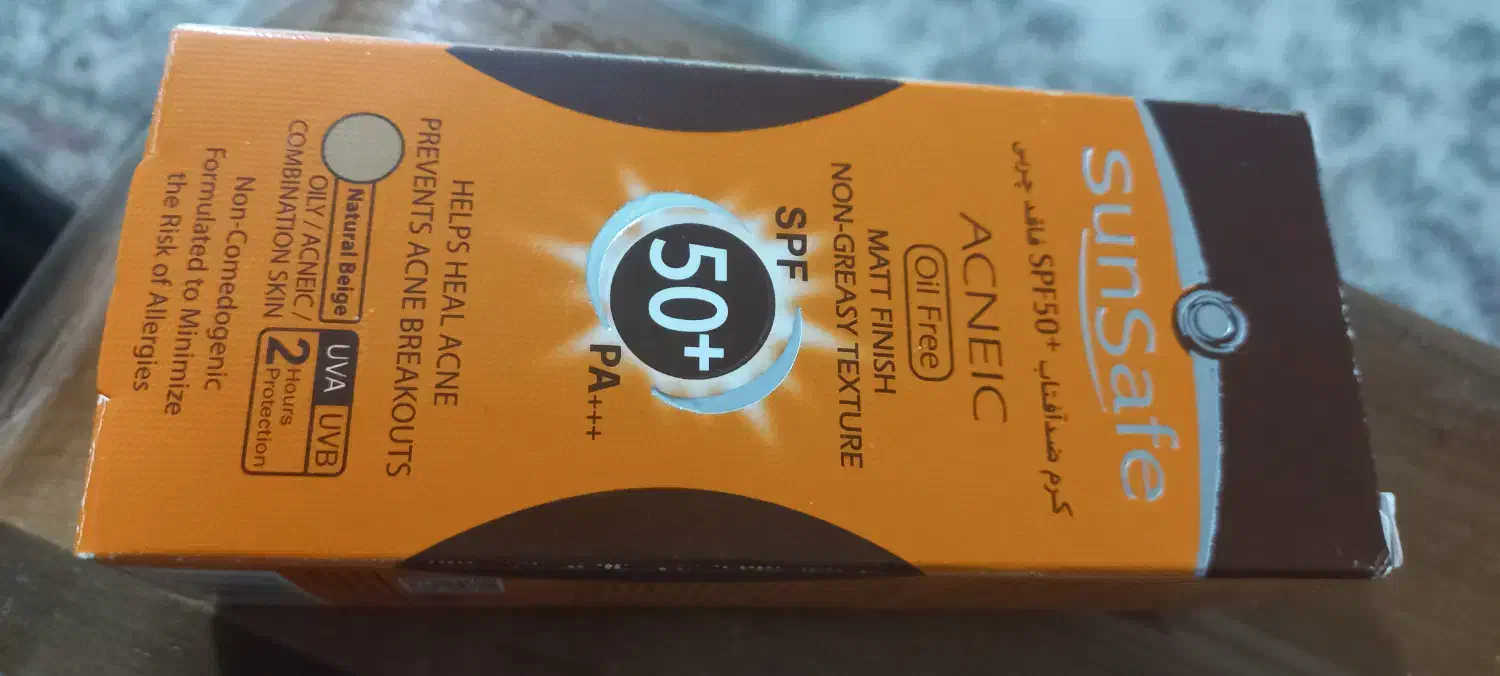 sunSafe
کرم ضدآفتاب +SPF50 فاقد چربی
ACNEIC
Oil Free
MATT FINISH
NON-GREASY TEXTURE
SPF
50+
PA+++
HELPS HEAL ACNE
PREVENTS ACNE BREAKOUTS
Natural Beige
OILY / ACNEIC /
COMBINATION SKIN
UVA UVB
2 Hours
Protection
Non-Comedogenic
Formulated to Minimize
the Risk of Allergies